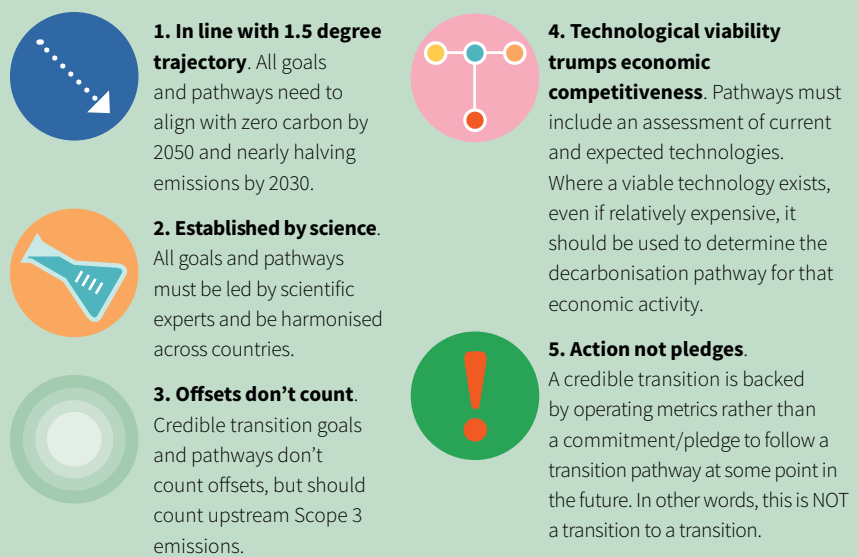 1. In line with 1.5 degree
trajectory. All goals
and pathways need to
align with zero carbon by
2050 and nearly halving
emissions by 2030.
2. Established by science.
All goals and pathways
must be led by scientific
experts and be harmonised
across countries.
3. Offsets don’t count.
Credible transition goals
and pathways don’t
count offsets, but should
count upstream Scope 3
emissions.
4. Technological viability
trumps economic
competitiveness. Pathways must
include an assessment of current
and expected technologies.
Where a viable technology exists,
even if relatively expensive, it
should be used to determine the
decarbonisation pathway for that
economic activity.
5. Action not pledges.
A credible transition is backed
by operating metrics rather than
a commitment/pledge to follow a
transition pathway at some point in
the future. In other words, this is NOT
a transition to a transition.